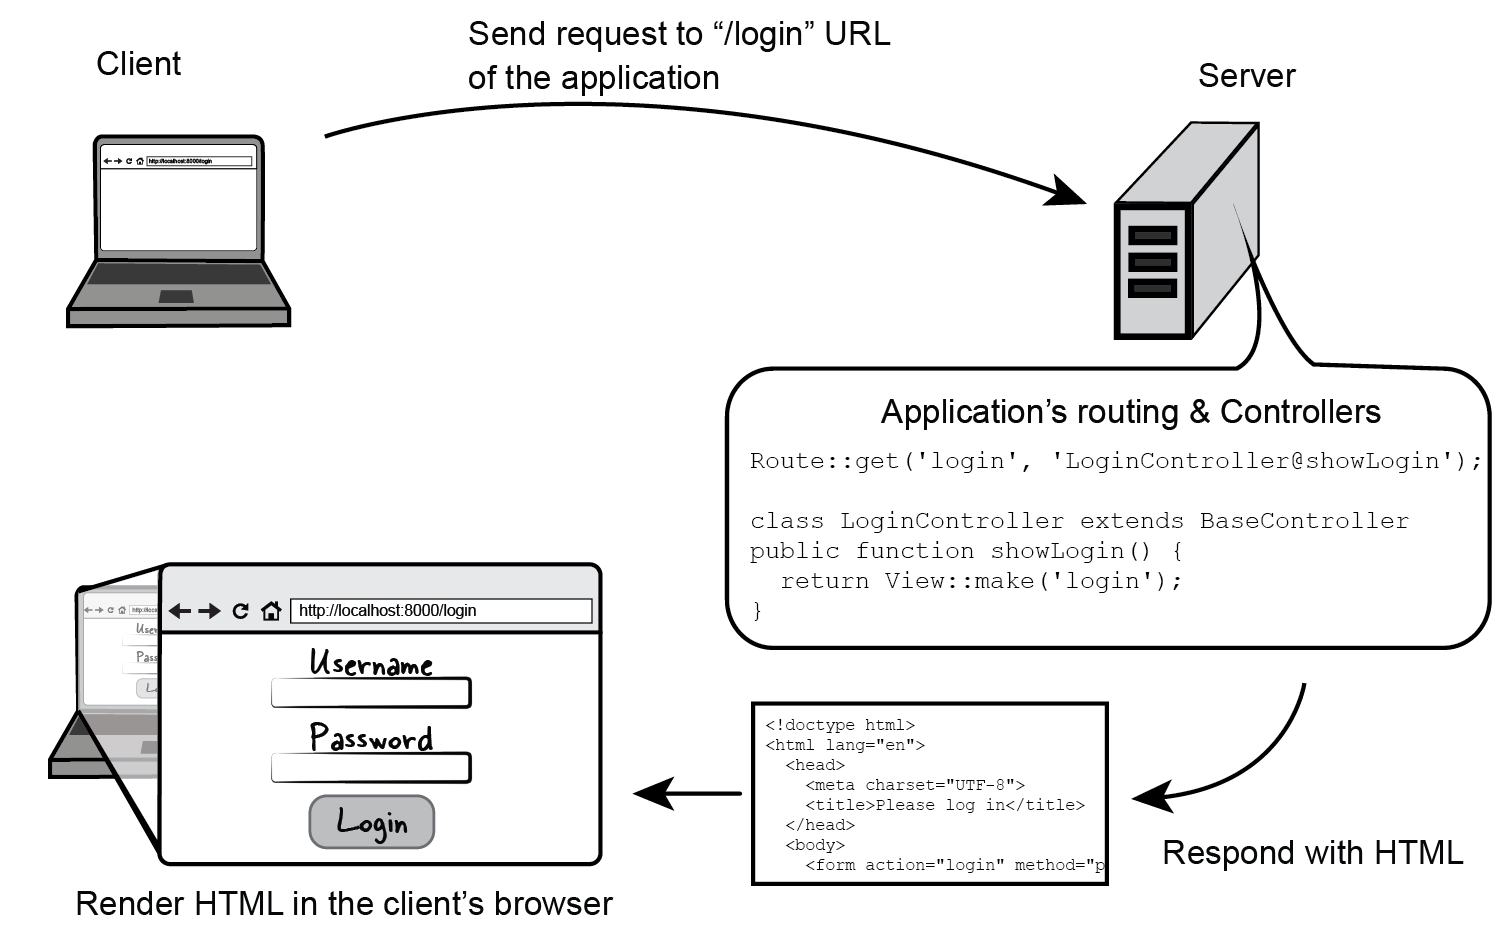 Client
Send request to “/login” URL
of the application
Server
http://localhost:8000/login
Application’s routing & Controllers
Route::get('login', 'LoginController@showLogin');
class LoginController extends BaseController
public function showLogin() {
  return View::make('login');
}
http://localhost:8000/login
Username
Password
Login
<!doctype html>
<html lang="en">
  <head>
    <meta charset="UTF-8">
    <title>Please log in</title>
  </head>
  <body>
    <form action="login" method="p
Respond with HTML
Render HTML in the client’s browser